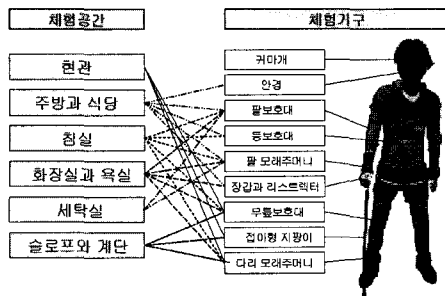 체험공간
체험기구
현관
주방과 식당
침실
화장실과 욕실
세탁실
슬로프와 계단
귀마개
안경
팔보호대
등보호대
팔 모래주머니
장갑과 리스트릭터
무릎보호대
접이형 지팡이
다리 모래주머니